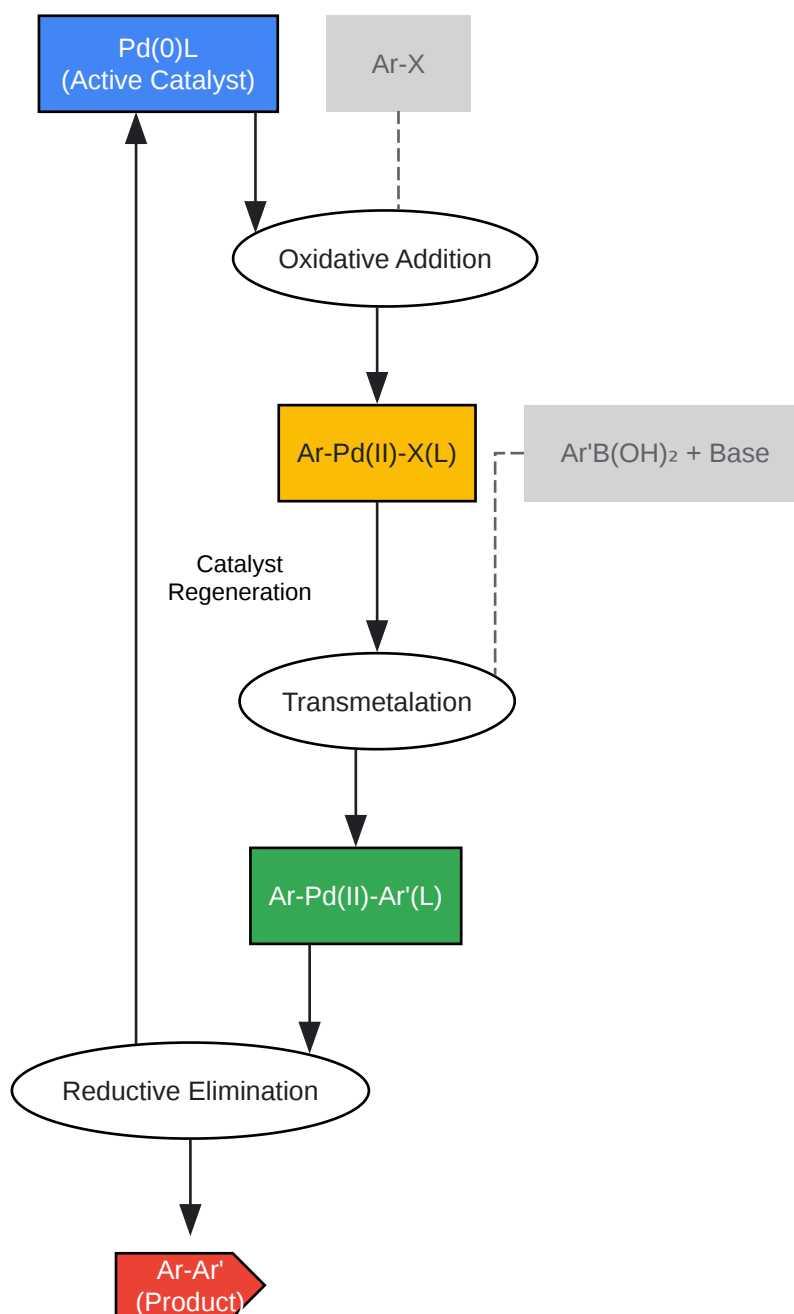 Pd(0)L
(Active Catalyst)
Ar-X
Oxidative Addition
Ar-Pd(II)-X(L)
Ar'B(OH)₂ + Base
Catalyst
Regeneration
Transmetalation
Ar-Pd(II)-Ar'(L)
Reductive Elimination
Ar-Ar'
(Product)